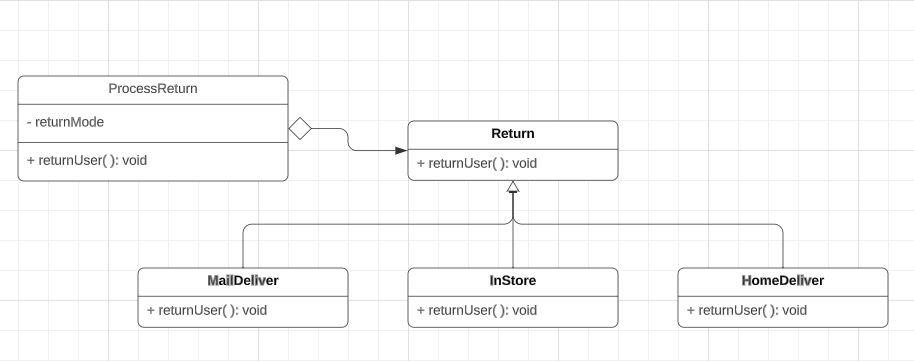 ProcessReturn
- returnMode
+ returnUser( ): void
Return
+ returnUser( ): void
MailDeliver
+ returnUser( ): void
InStore
+ returnUser( ): void
HomeDeliver
+ returnUser( ): void